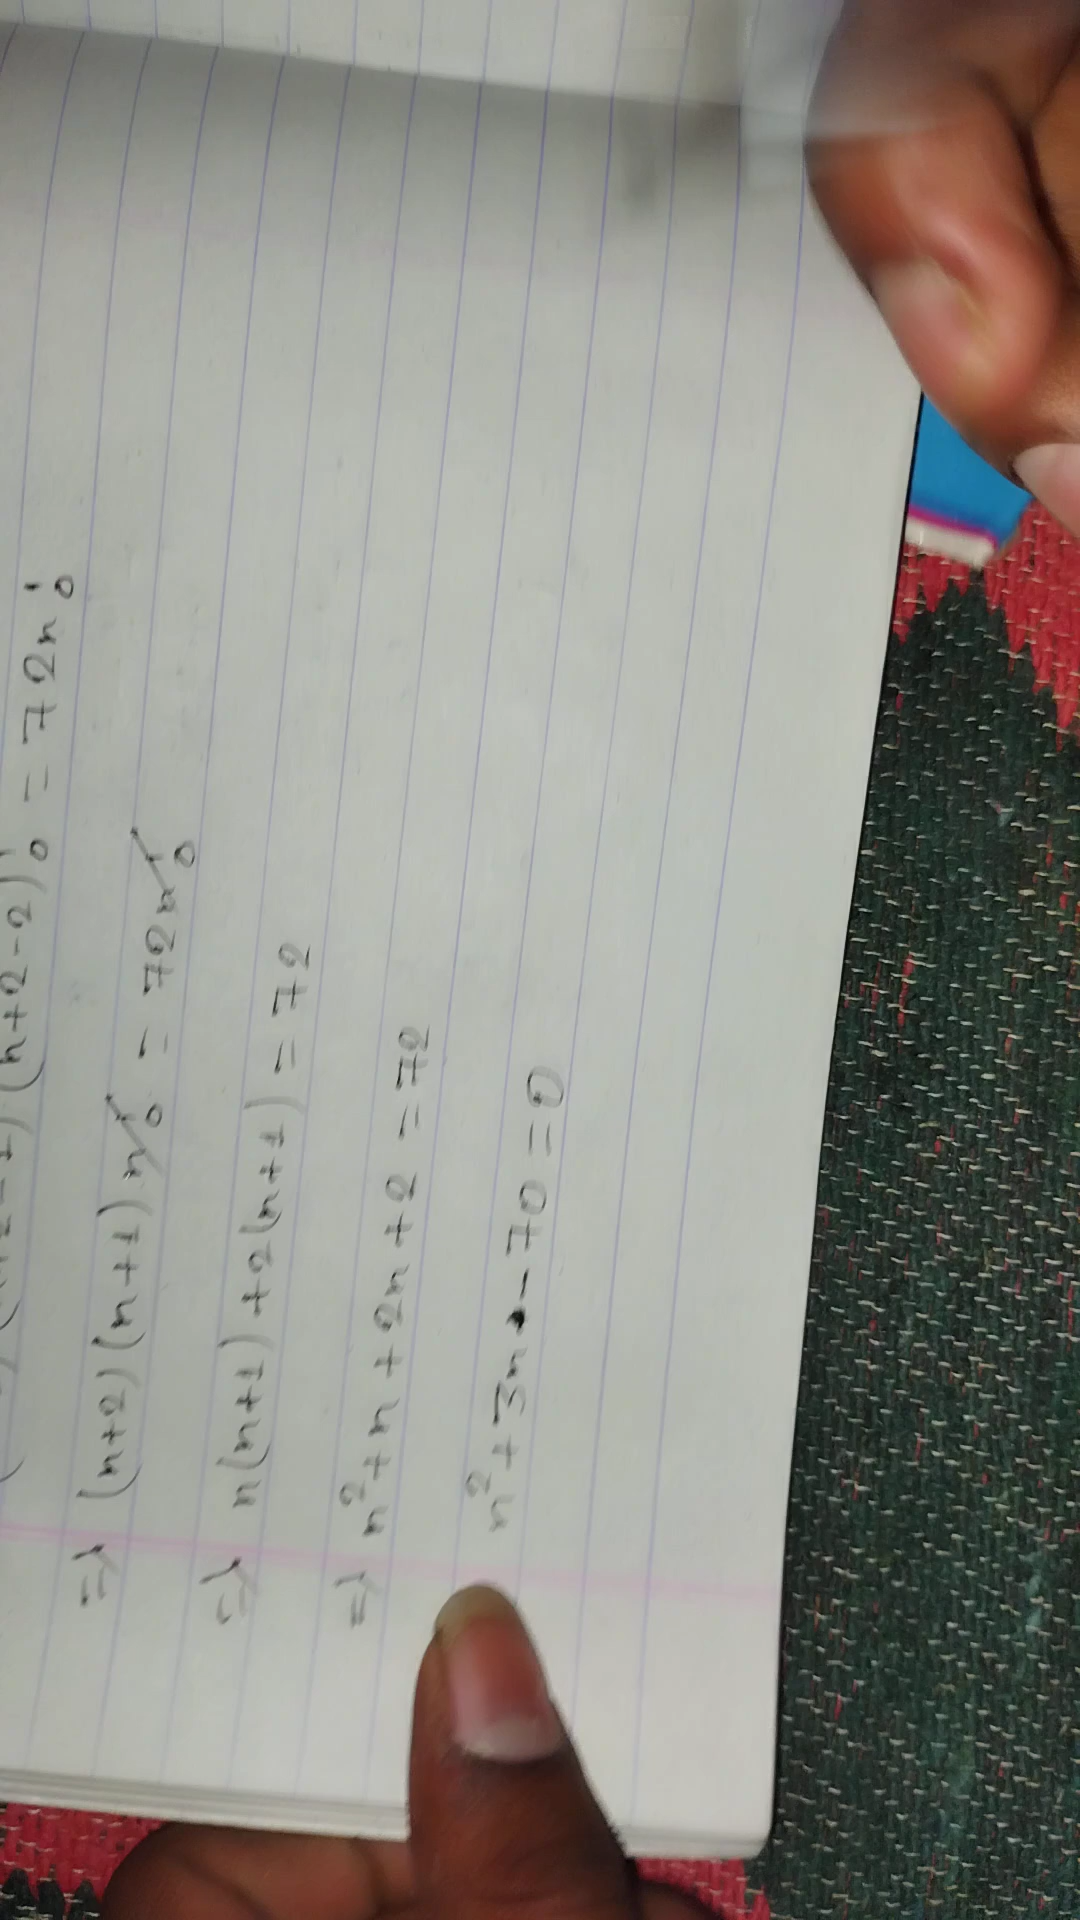 (n+2-2)! = 72n!
=> (n+2)(n+1) n! = 72n!
=> n(n+1)+2(n+1) = 72
=> n²+n+2n+2 = 72
n²+3n-70=0